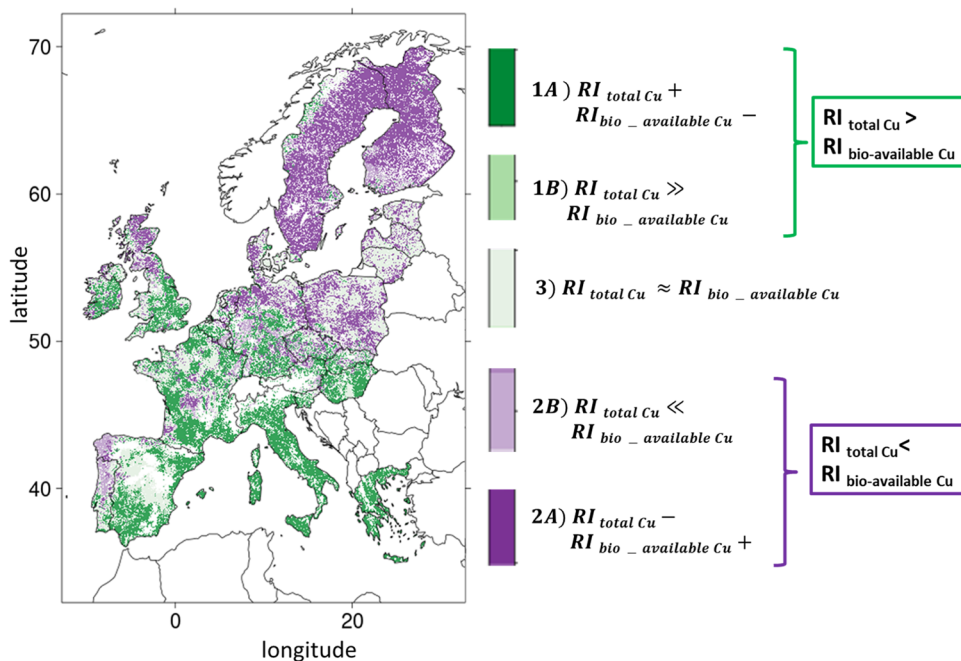 70
60
50
40
latitude
0
20
longitude
1A) RI total Cu +
RI bio _ available Cu −
1B) RI total Cu ≫
RI bio _ available Cu
3) RI total Cu ≈ RI bio _ available Cu
2B) RI total Cu ≪
RI bio _ available Cu
2A) RI total Cu −
RI bio _ available Cu +
RI total Cu >
RI bio-available Cu
RI total Cu <
RI bio-available Cu